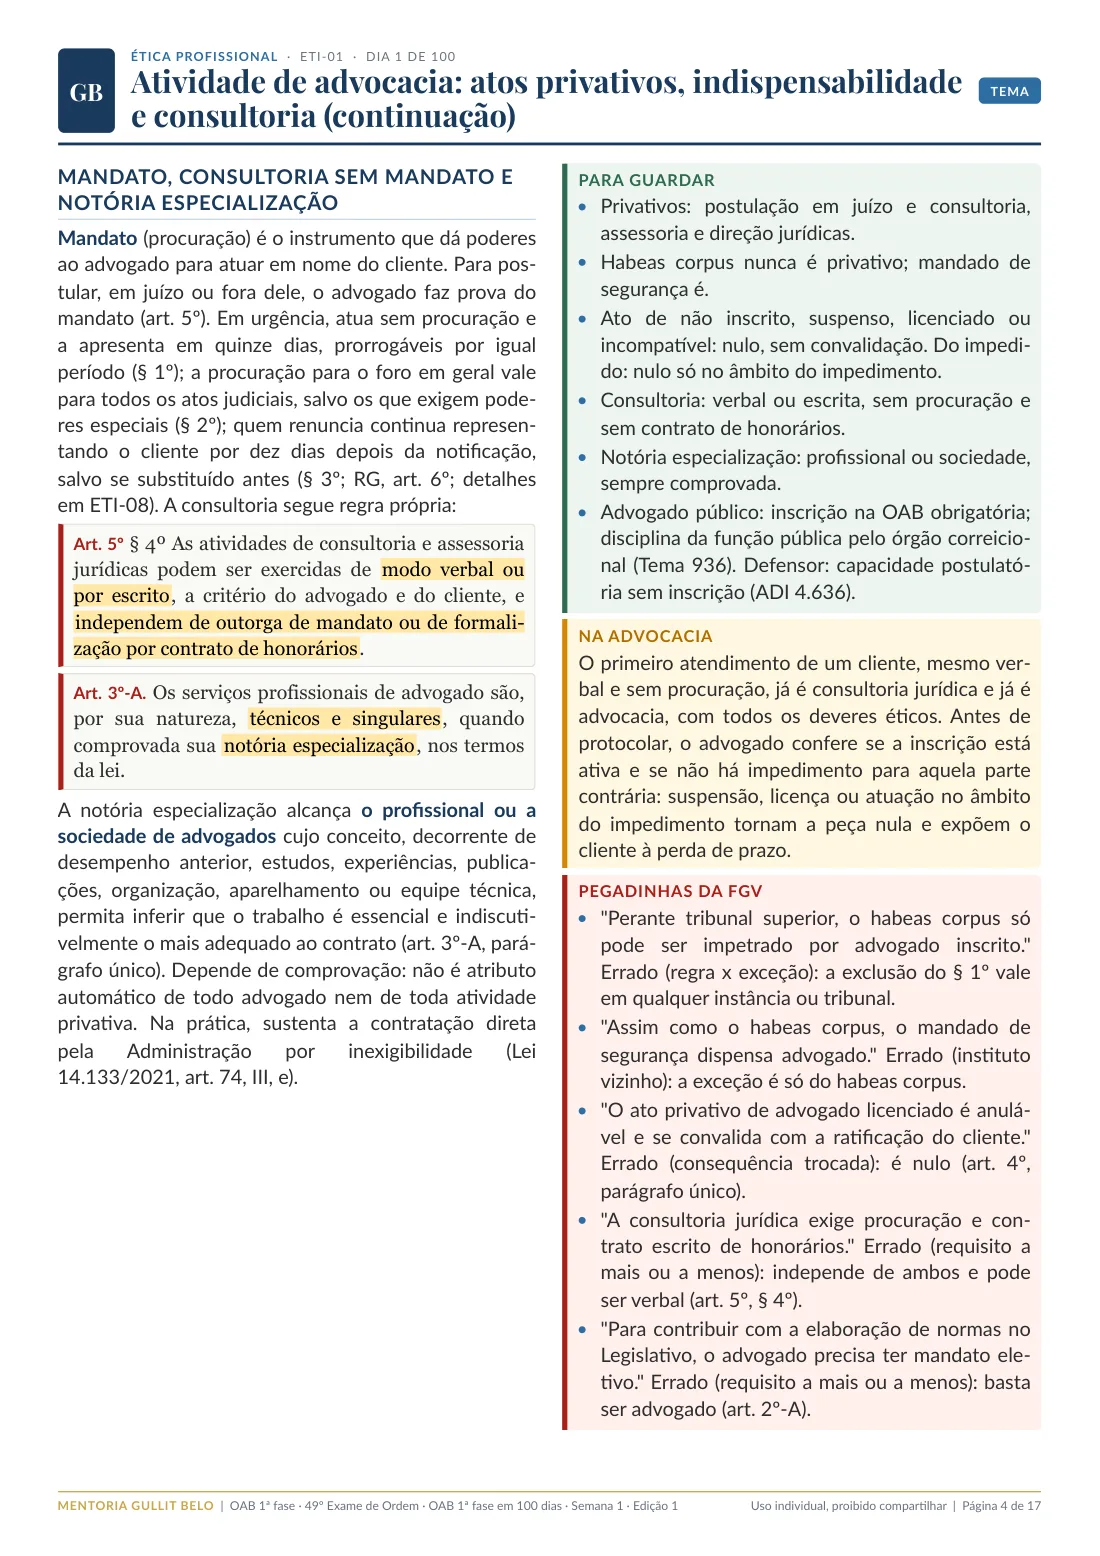 GB
ÉTICA PROFISSIONAL · ETI-01 · DIA 1 DE 100
Atividade de advocacia: atos privativos, indispensabilidade
e consultoria (continuação)
TEMA
MANDATO, CONSULTORIA SEM MANDATO E
NOTÓRIA ESPECIALIZAÇÃO
Mandato (procuração) é o instrumento que dá poderes
ao advogado para atuar em nome do cliente. Para pos-
tular, em juízo ou fora dele, o advogado faz prova do
mandato (art. 5º). Em urgência, atua sem procuração e
a apresenta em quinze dias, prorrogáveis por igual
período (§ 1º); a procuração para o foro em geral vale
para todos os atos judiciais, salvo os que exigem pode-
res especiais (§ 2º); quem renuncia continua represen-
tando o cliente por dez dias depois da notificação,
salvo se substituído antes (§ 3º; RG, art. 6º; detalhes
em ETI-08). A consultoria segue regra própria:
Art. 5º § 4º As atividades de consultoria e assessoria
jurídicas podem ser exercidas de modo verbal ou
por escrito, a critério do advogado e do cliente, e
independem de outorga de mandato ou de formali-
zação por contrato de honorários.
Art. 3º-A. Os serviços profissionais de advogado são,
por sua natureza, técnicos e singulares, quando
comprovada sua notória especialização, nos termos
da lei.
A notória especialização alcança o profissional ou a
sociedade de advogados cujo conceito, decorrente de
desempenho anterior, estudos, experiências, publica-
ções, organização, aparelhamento ou equipe técnica,
permita inferir que o trabalho é essencial e indiscuti-
velmente o mais adequado ao contrato (art. 3º-A, pará-
grafo único). Depende de comprovação: não é atributo
automático de todo advogado nem de toda atividade
privativa. Na prática, sustenta a contratação direta
pela Administração por inexigibilidade (Lei
14.133/2021, art. 74, III, e).
PARA GUARDAR
• Privativos: postulação em juízo e consultoria,
assessoria e direção jurídicas.
• Habeas corpus nunca é privativo; mandado de
segurança é.
• Ato de não inscrito, suspenso, licenciado ou
incompatível: nulo, sem convalidação. Do impedi-
do: nulo só no âmbito do impedimento.
• Consultoria: verbal ou escrita, sem procuração e
sem contrato de honorários.
• Notória especialização: profissional ou sociedade,
sempre comprovada.
• Advogado público: inscrição na OAB obrigatória;
disciplina da função pública pelo órgão correicio-
nal (Tema 936). Defensor: capacidade postulató-
ria sem inscrição (ADI 4.636).
NA ADVOCACIA
O primeiro atendimento de um cliente, mesmo ver-
bal e sem procuração, já é consultoria jurídica e já é
advocacia, com todos os deveres éticos. Antes de
protocolar, o advogado confere se a inscrição está
ativa e se não há impedimento para aquela parte
contrária: suspensão, licença ou atuação no âmbito
do impedimento tornam a peça nula e expõem o
cliente à perda de prazo.
PEGADINHAS DA FGV
• "Perante tribunal superior, o habeas corpus só
pode ser impetrado por advogado inscrito."
Errado (regra x exceção): a exclusão do § 1º vale
em qualquer instância ou tribunal.
• "Assim como o habeas corpus, o mandado de
segurança dispensa advogado." Errado (instituto
vizinho): a exceção é só do habeas corpus.
• "O ato privativo de advogado licenciado é anulá-
vel e se convalida com a ratificação do cliente."
Errado (consequência trocada): é nulo (art. 4º,
parágrafo único).
• "A consultoria jurídica exige procuração e con-
trato escrito de honorários." Errado (requisito a
mais ou a menos): independe de ambos e pode
ser verbal (art. 5º, § 4º).
• "Para contribuir com a elaboração de normas no
Legislativo, o advogado precisa ter mandato ele-
tivo." Errado (requisito a mais ou a menos): basta
ser advogado (art. 2º-A).
MENTORIA GULLIT BELO | OAB 1ª fase · 49º Exame de Ordem · OAB 1ª fase em 100 dias · Semana 1 · Edição 1
Uso individual, proibido compartilhar | Página 4 de 17